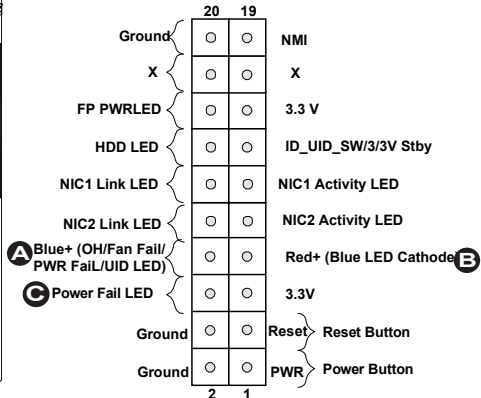 20 19
Ground NMI
X X
FP PWRLED 3.3 V
HDD LED ID_UID_SW/3/3V Stby
NIC1 Link LED NIC1 Activity LED
NIC2 Link LED NIC2 Activity LED
A Blue+ (OH/Fan Fail/
PWR FaiL/UID LED)
Red+ (Blue LED Cathode) B
C Power Fail LED 3.3V
Ground Reset Reset Button
Ground PWR Power Button
2 1